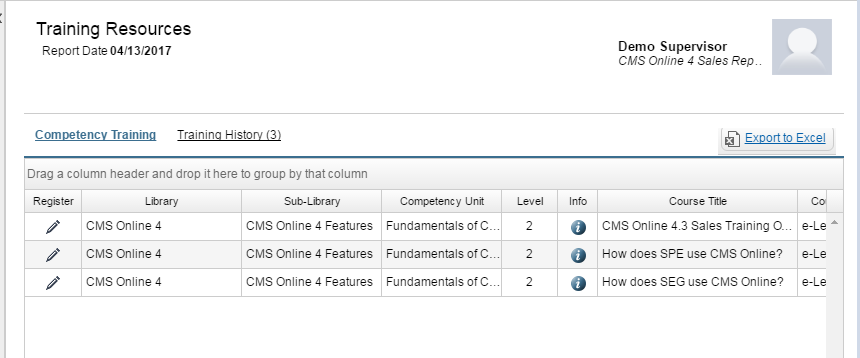 Training Resources
Report Date 04/13/2017
Demo Supervisor
CMS Online 4 Sales Rep..
Competency Training Training History (3) Export to Excel
Drag a column header and drop it here to group by that column
Register Library Sub-Library Competency Unit Level Info Course Title Co
CMS Online 4 CMS Online 4 Features Fundamentals of C... 2 i CMS Online 4.3 Sales Training O... e-Le
CMS Online 4 CMS Online 4 Features Fundamentals of C... 2 i How does SPE use CMS Online? e-Le
CMS Online 4 CMS Online 4 Features Fundamentals of C... 2 i How does SEG use CMS Online? e-Le